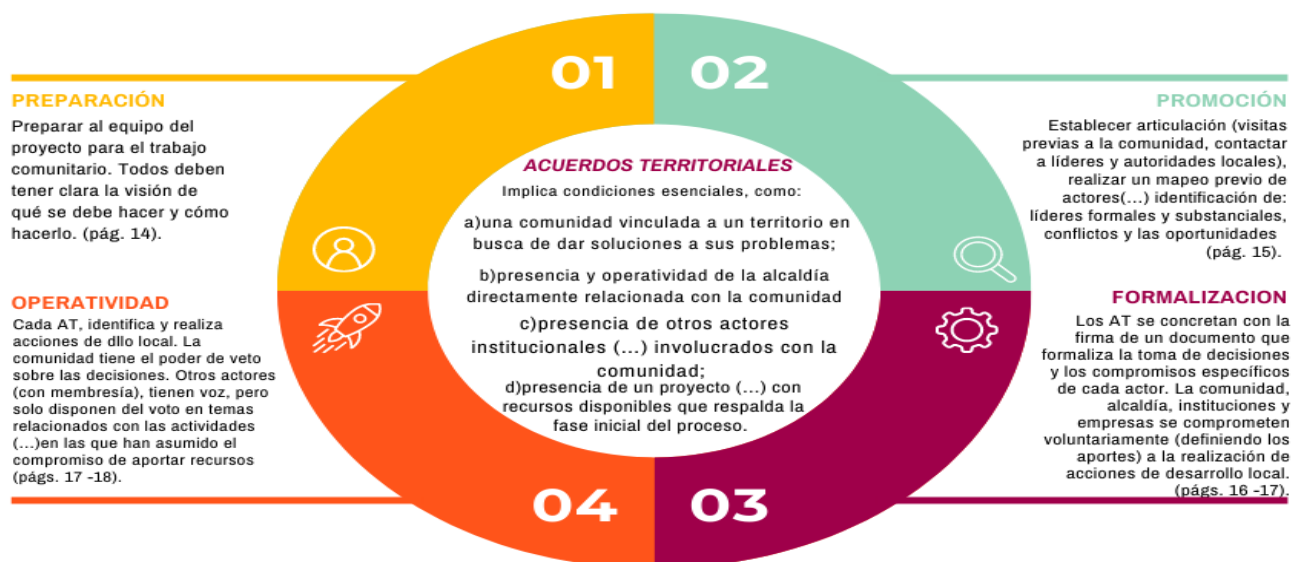 01
PREPARACIÓN
Preparar al equipo del
proyecto para el trabajo
comunitario. Todos deben
tener clara la visión de
qué se debe hacer y cómo
hacerlo. (pág. 14).
02
PROMOCIÓN
Establecer articulación (visitas
previas a la comunidad, contactar
a líderes y autoridades locales),
realizar un mapeo previo de
actores(...) identificación de:
líderes formales y substanciales,
conflictos y las oportunidades
(pág. 15).
ACUERDOS TERRITORIALES
Implica condiciones esenciales, como:
a)una comunidad vinculada a un territorio en
busca de dar soluciones a sus problemas;
b)presencia y operatividad de la alcaldía
directamente relacionada con la comunidad
c)presencia de otros actores
institucionales (...) involucrados con la
comunidad;
d)presencia de un proyecto (...) con
recursos disponibles que respalda la
fase inicial del proceso.
03
FORMALIZACION
Los AT se concretan con la
firma de un documento que
formaliza la toma de decisiones
y los compromisos específicos
de cada actor. La comunidad,
alcaldía, instituciones y
empresas se comprometen
voluntariamente (definiendo los
aportes) a la realización de
acciones de desarrollo local.
(págs. 16 -17).
04
OPERATIVIDAD
Cada AT, identifica y realiza
acciones de dllo local. La
comunidad tiene el poder de veto
sobre las decisiones. Otros actores
(con membresía), tienen voz, pero
solo disponen del voto en temas
relacionados con las actividades
(...)en las que han asumido el
compromiso de aportar recursos
(págs. 17 -18).